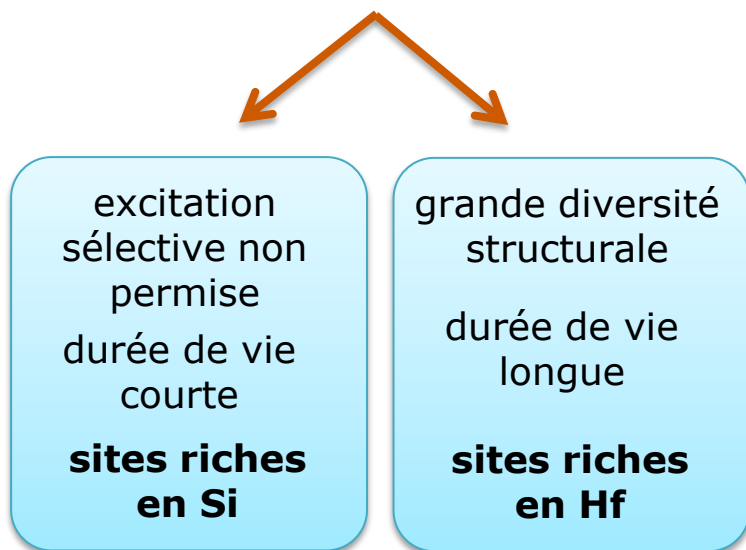 excitation
sélective non
permise
durée de vie
courte
sites riches
en Si
grande diversité
structurale
durée de vie
longue
sites riches
en Hf